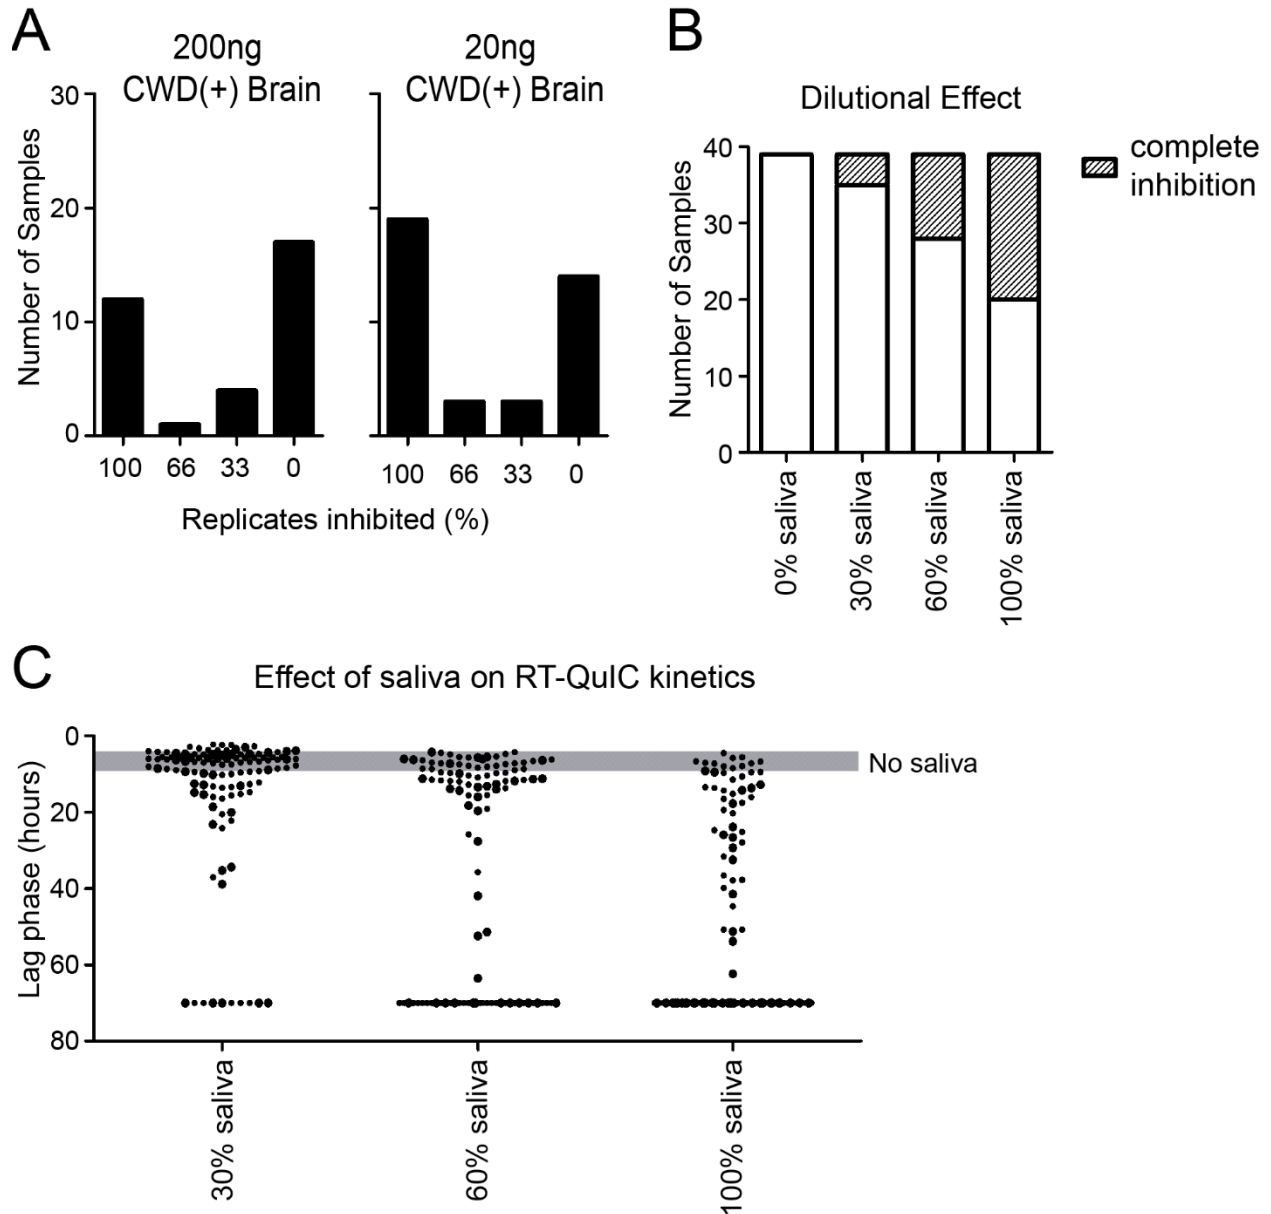 A
200ng
CWD(+) Brain
20ng
CWD(+) Brain
Number of Samples
30
20
10
0
100 66 33 0
100 66 33 0
Replicates inhibited (%)
B
Dilutional Effect
complete
inhibition
Number of Samples
40
30
20
10
0
0% saliva
30% saliva
60% saliva
100% saliva
C
Effect of saliva on RT-QuIC kinetics
Lag phase (hours)
0
20
40
60
80
No saliva
30% saliva
60% saliva
100% saliva